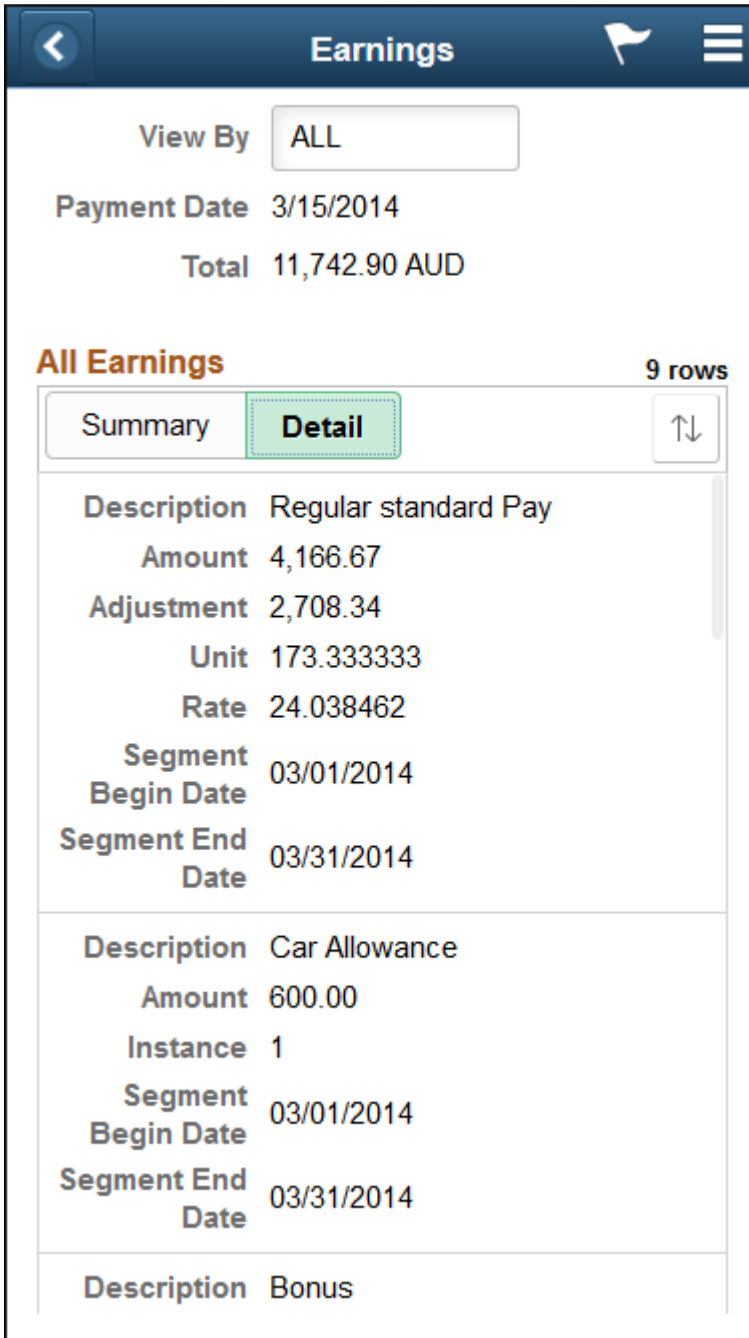 Earnings
View By ALL
Payment Date 3/15/2014
Total 11,742.90 AUD
All Earnings 9 rows
Summary Detail
Description Regular standard Pay
Amount 4,166.67
Adjustment 2,708.34
Unit 173.333333
Rate 24.038462
Segment
Begin Date 03/01/2014
Segment End
Date 03/31/2014
Description Car Allowance
Amount 600.00
Instance 1
Segment
Begin Date 03/01/2014
Segment End
Date 03/31/2014
Description Bonus